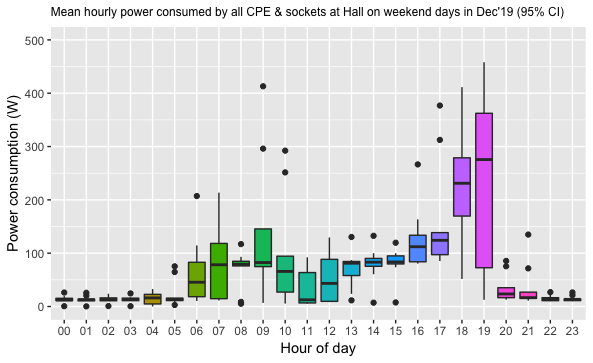 Mean hourly power consumed by all CPE & sockets at Hall on weekend days in Dec'19 (95% CI)
Power consumption (W)
500
400
300
200
100
0
00 01 02 03 04 05 06 07 08 09 10 11 12 13 14 15 16 17 18 19 20 21 22 23
Hour of day